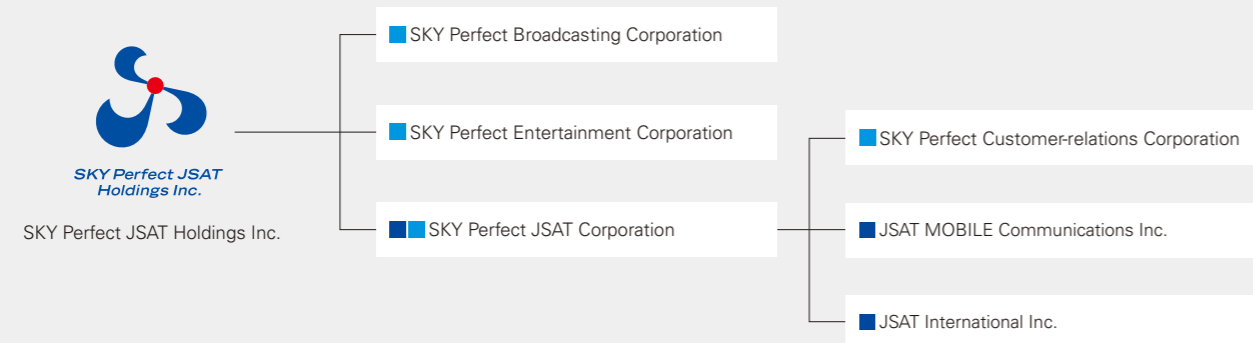 SKY Perfect JSAT
Holdings Inc.
SKY Perfect JSAT Holdings Inc.
SKY Perfect Broadcasting Corporation
SKY Perfect Entertainment Corporation
SKY Perfect JSAT Corporation
SKY Perfect Customer-relations Corporation
JSAT MOBILE Communications Inc.
JSAT International Inc.